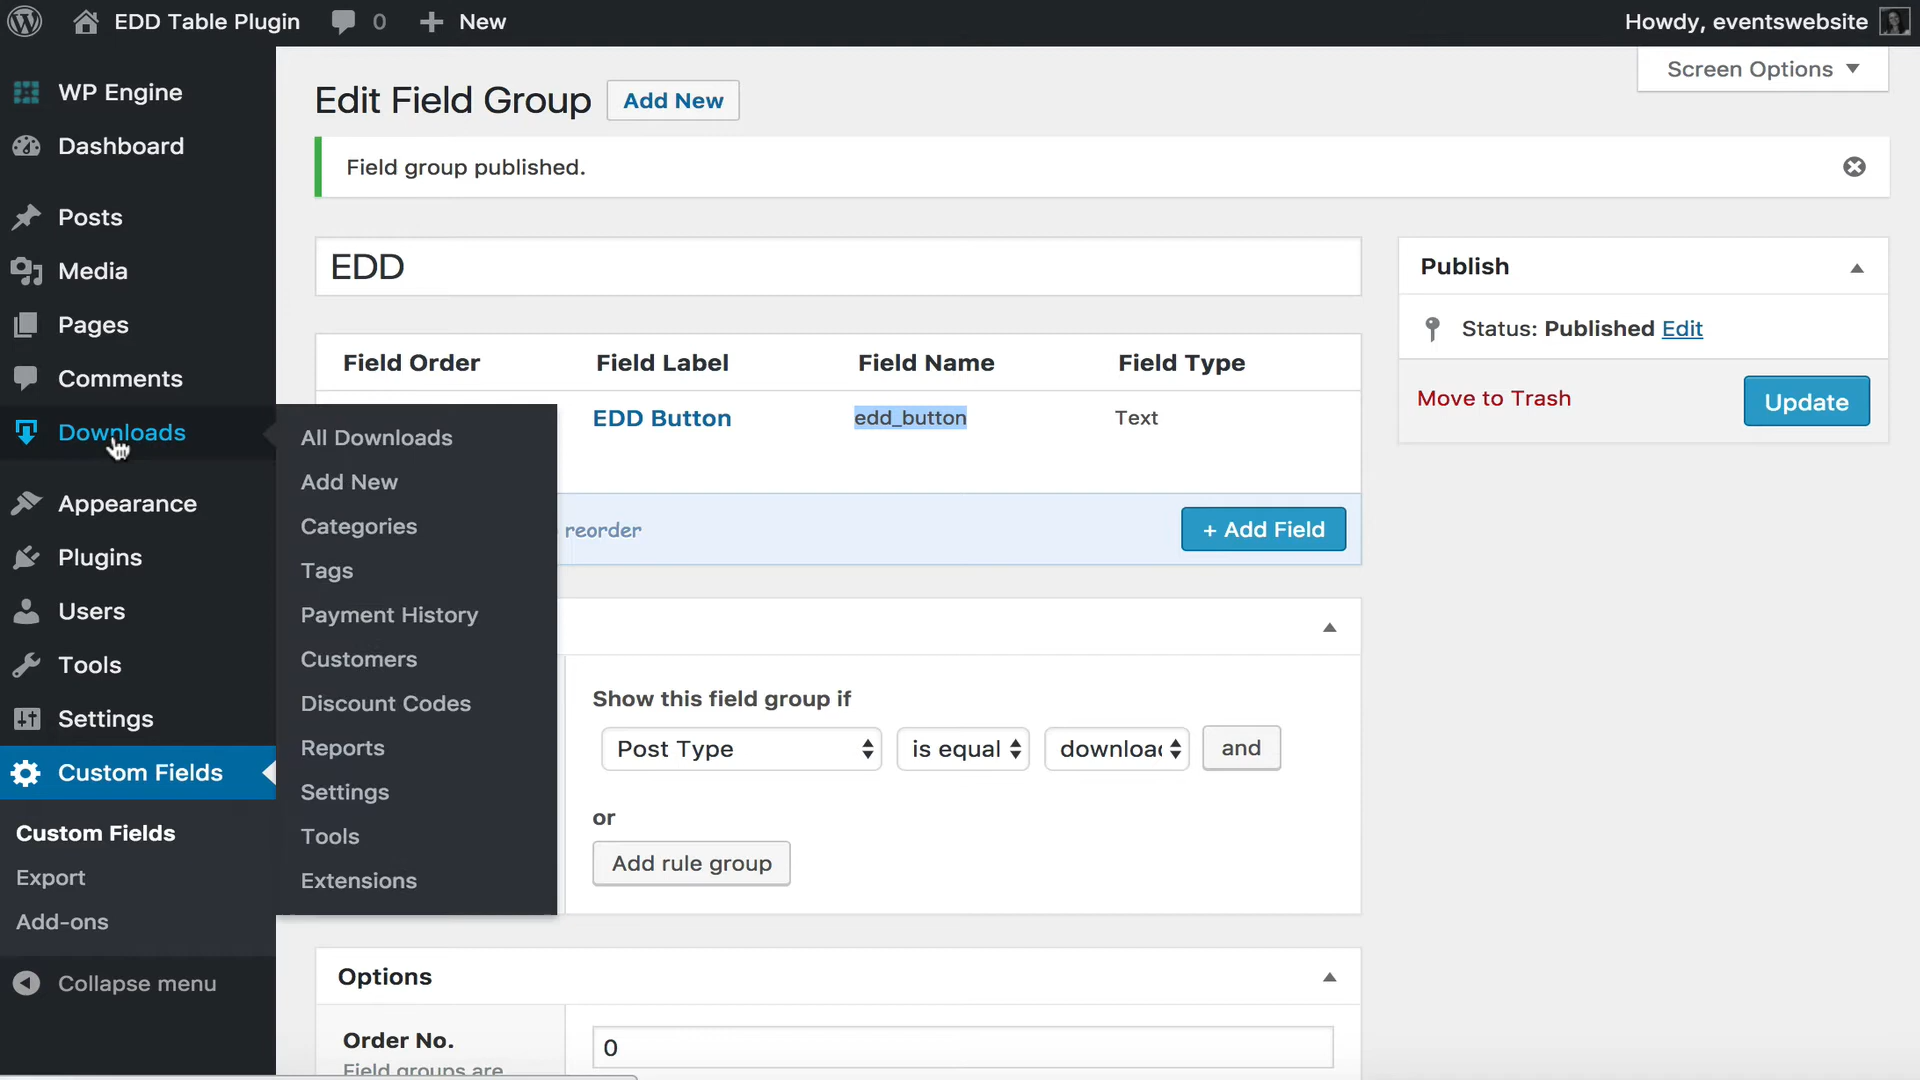 EDD Table Plugin
0
New
Howdy, eventswebsite
WP Engine
Dashboard
Posts
Media
Pages
Comments
Downloads
Appearance
Plugins
Users
Tools
Settings
Custom Fields
Custom Fields
Export
Add-ons
Collapse menu
All Downloads
Add New
Categories
Tags
Payment History
Customers
Discount Codes
Reports
Settings
Tools
Extensions
Screen Options
Edit Field Group
Add New
Field group published.
EDD
Field Order Field Label Field Name Field Type
EDD Button edd_button Text
reorder
+ Add Field
Show this field group if
Post Type is equal download and
or
Add rule group
Options
Order No.
0
Field groups are
Publish
Status: Published Edit
Move to Trash
Update